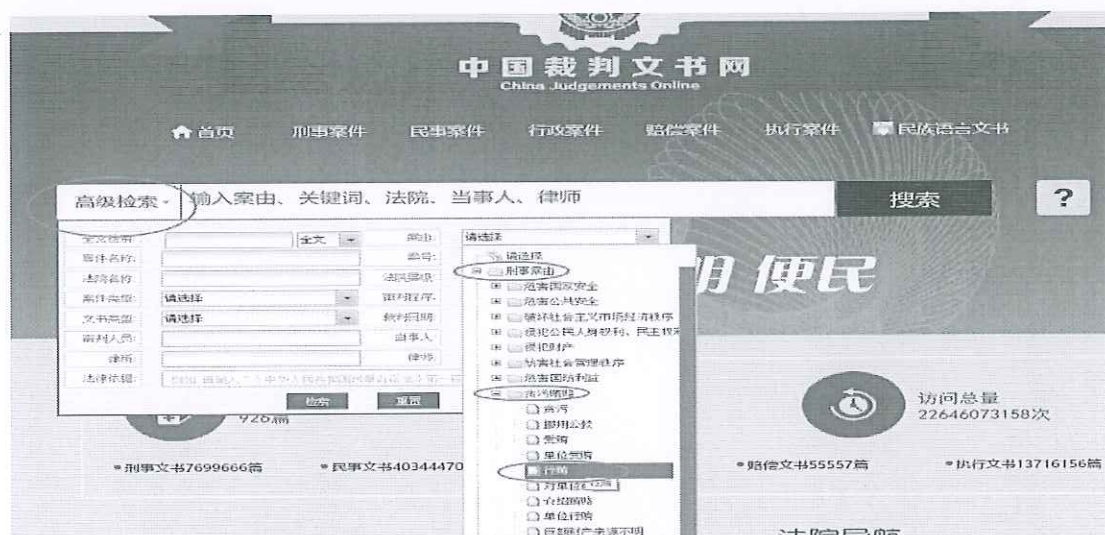 中国裁判文书网
China Judgements Online
首页 刑事案件 民事案件 行政案件 赔偿案件 执行案件 民族语言文书
高级检索 输入案由、关键词、法院、当事人、律师 搜索 ?
全文检索: 全文 案由: 请选择
案件名称: 案号: 请选择
法院名称: 法院层级: 刑事案由
案件类型: 请选择 审判程序: 危害国家安全
文书类型: 请选择 裁判日期: 危害公共安全
审判人员: 当事人: 破坏社会主义市场经济秩序
律所: 律师: 侵犯公民人身权利、民主权利
法律依据: 侵犯财产
妨害社会管理秩序
危害国防利益
检索 重置 贪污贿赂
便民
贪污
挪用公款
受贿
单位受贿
行贿
对单位行贿
介绍贿赂
单位行贿
926篇
访问总量
22646073158次
刑事文书7699666篇 民事文书40344470 赔偿文书55557篇 执行文书13716156篇